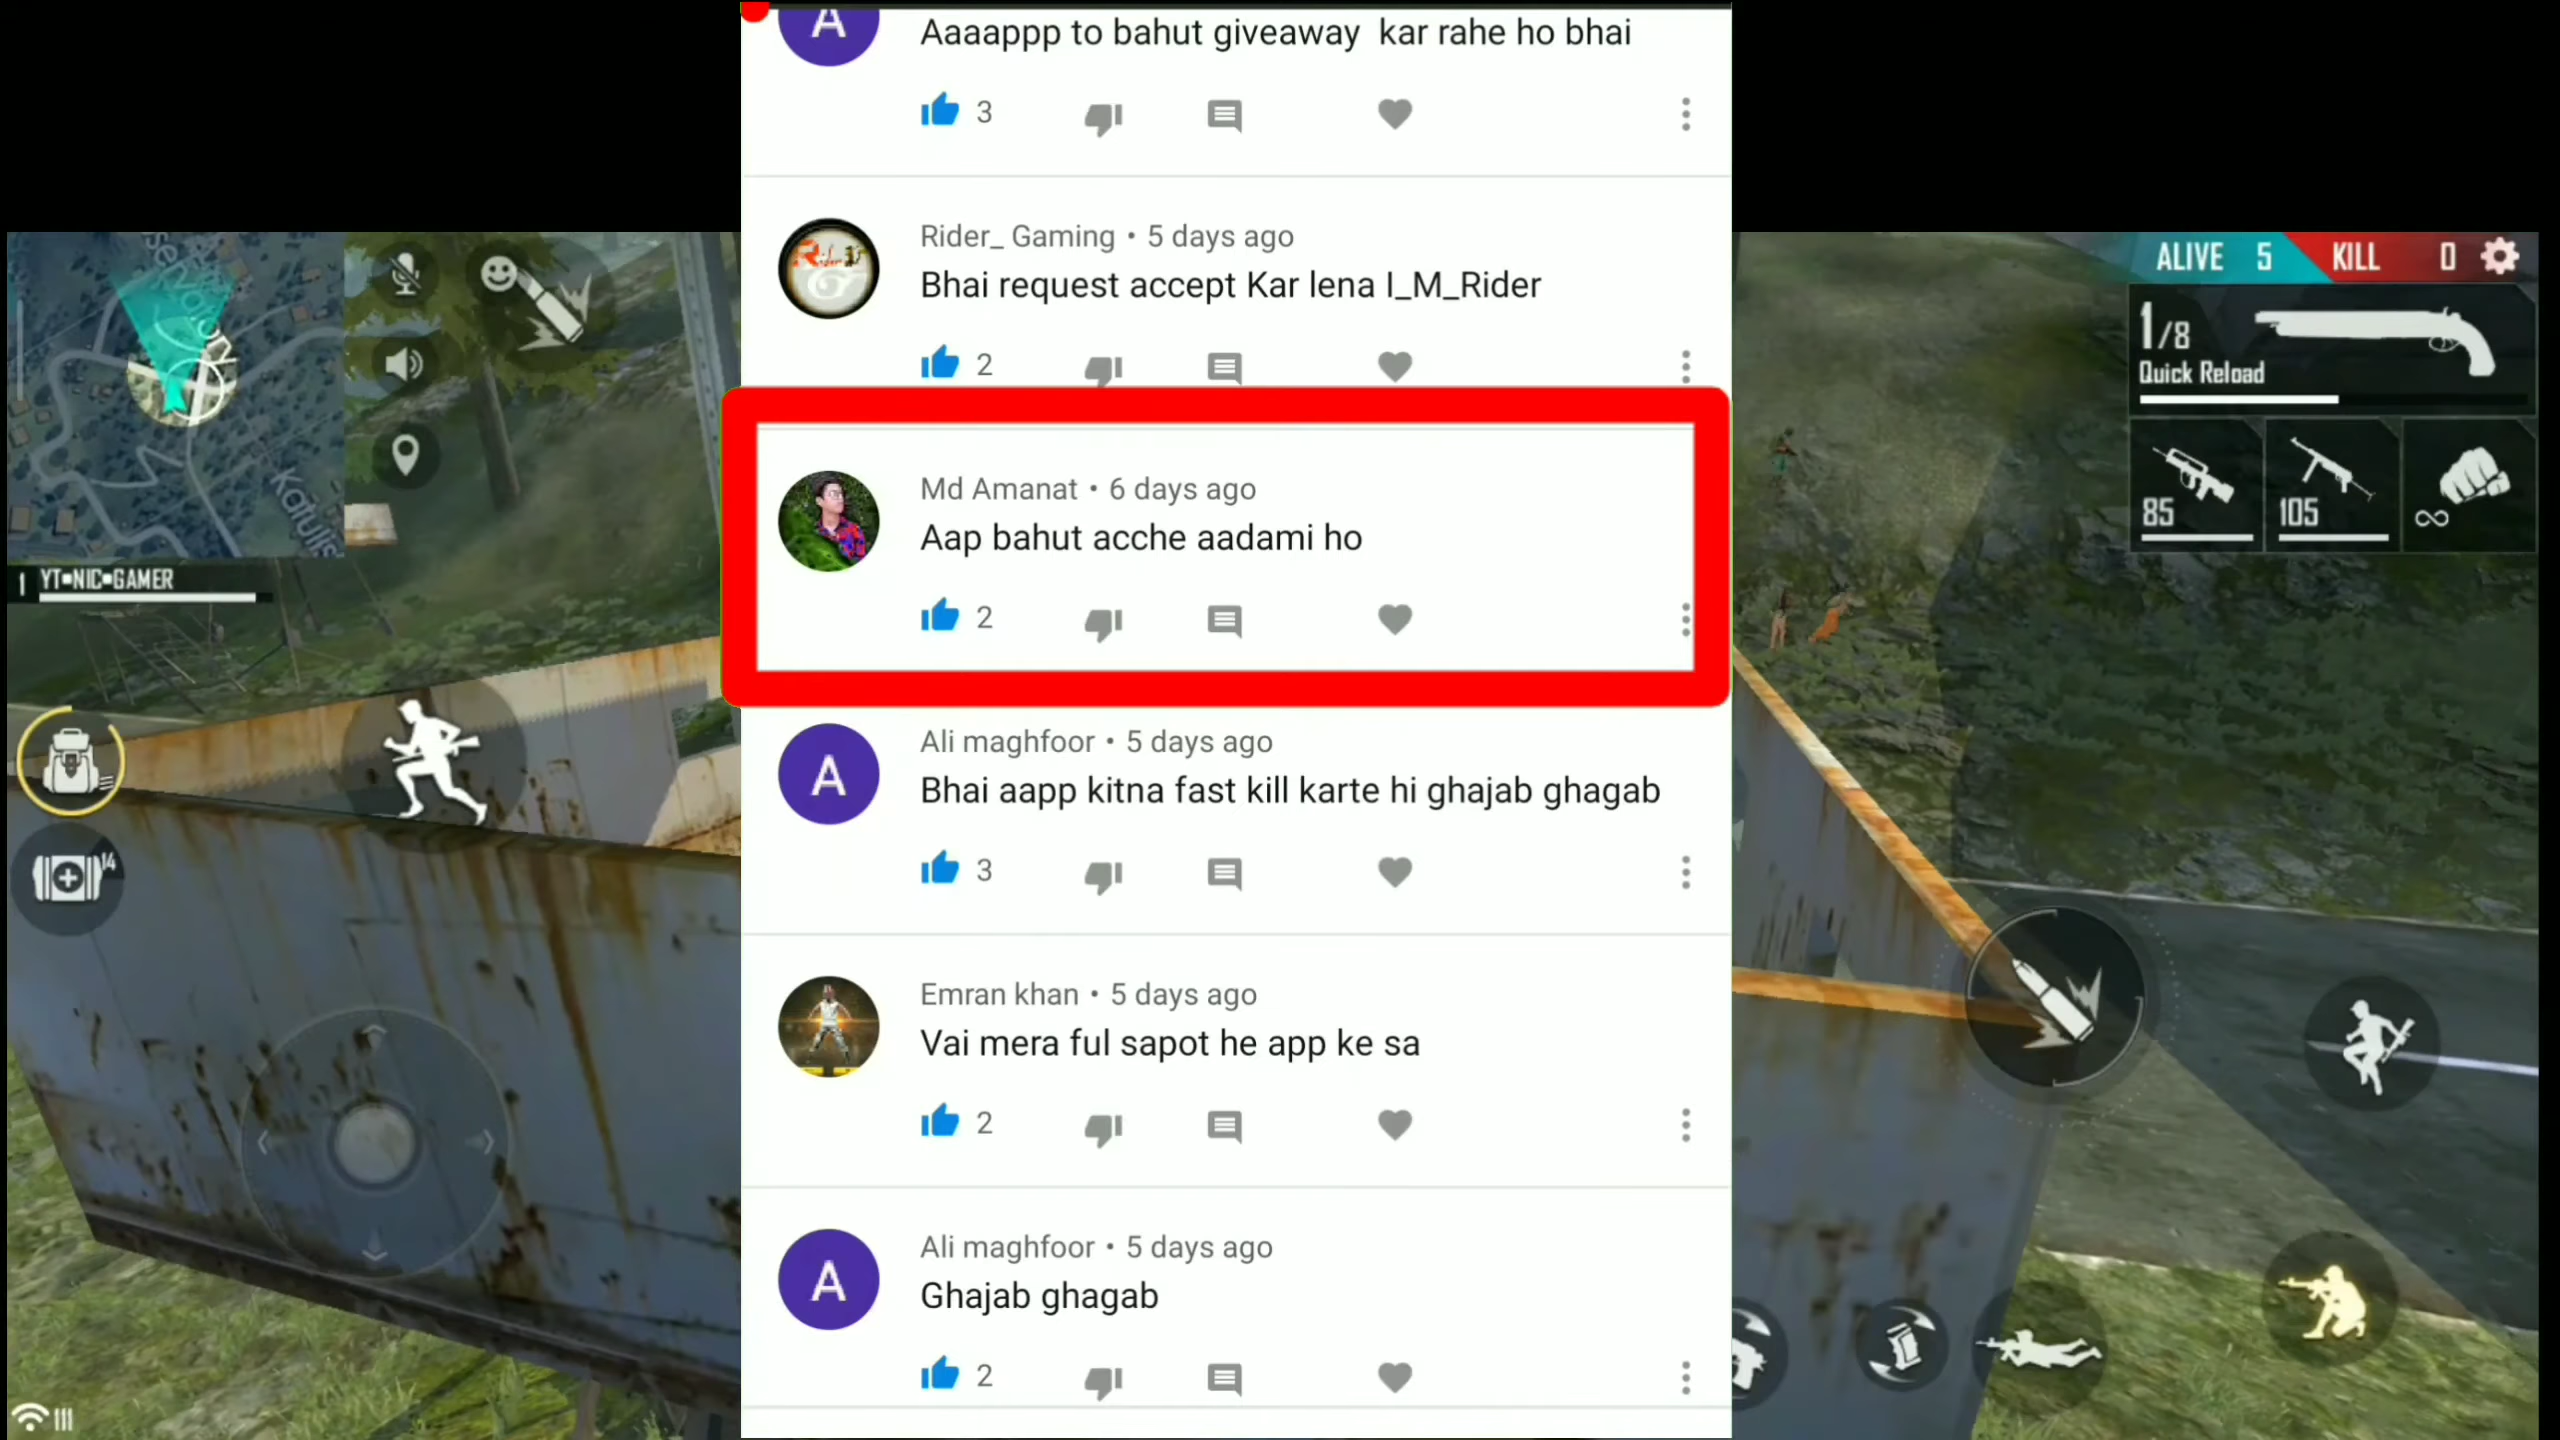 Aaaappp to bahut giveaway kar rahe ho bhai
3
Rider_ Gaming • 5 days ago
Bhai request accept Kar lena I_M_Rider
2
Md Amanat • 6 days ago
Aap bahut acche aadami ho
2
Ali maghfoor • 5 days ago
Bhai aapp kitna fast kill karte hi ghajab ghagab
3
Emran khan • 5 days ago
Vai mera ful sapot he app ke sa
2
Ali maghfoor • 5 days ago
Ghajab ghagab
2
A
A
A
Katulis
1 YT▪NIC▪GAMER
14
ALIVE 5 KILL 0
1/8
Quick Reload
85 105 ∞